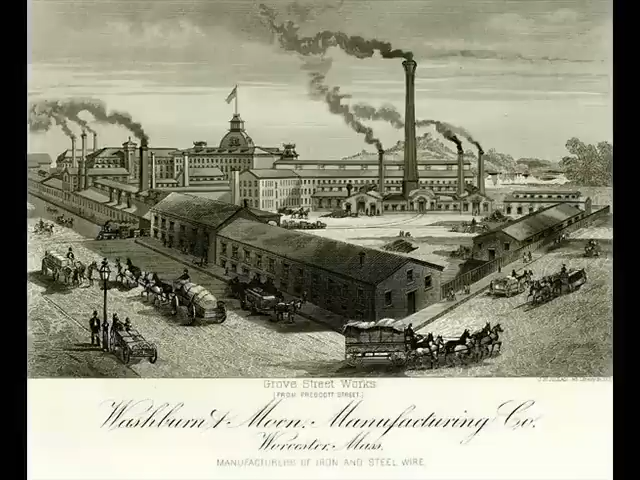 Grove Street Works
(FROM PRESCOTT STREET.)
Washburn & Moen Manufacturing Co.
Worcester, Mass.
MANUFACTURERS OF IRON AND STEEL WIRE.